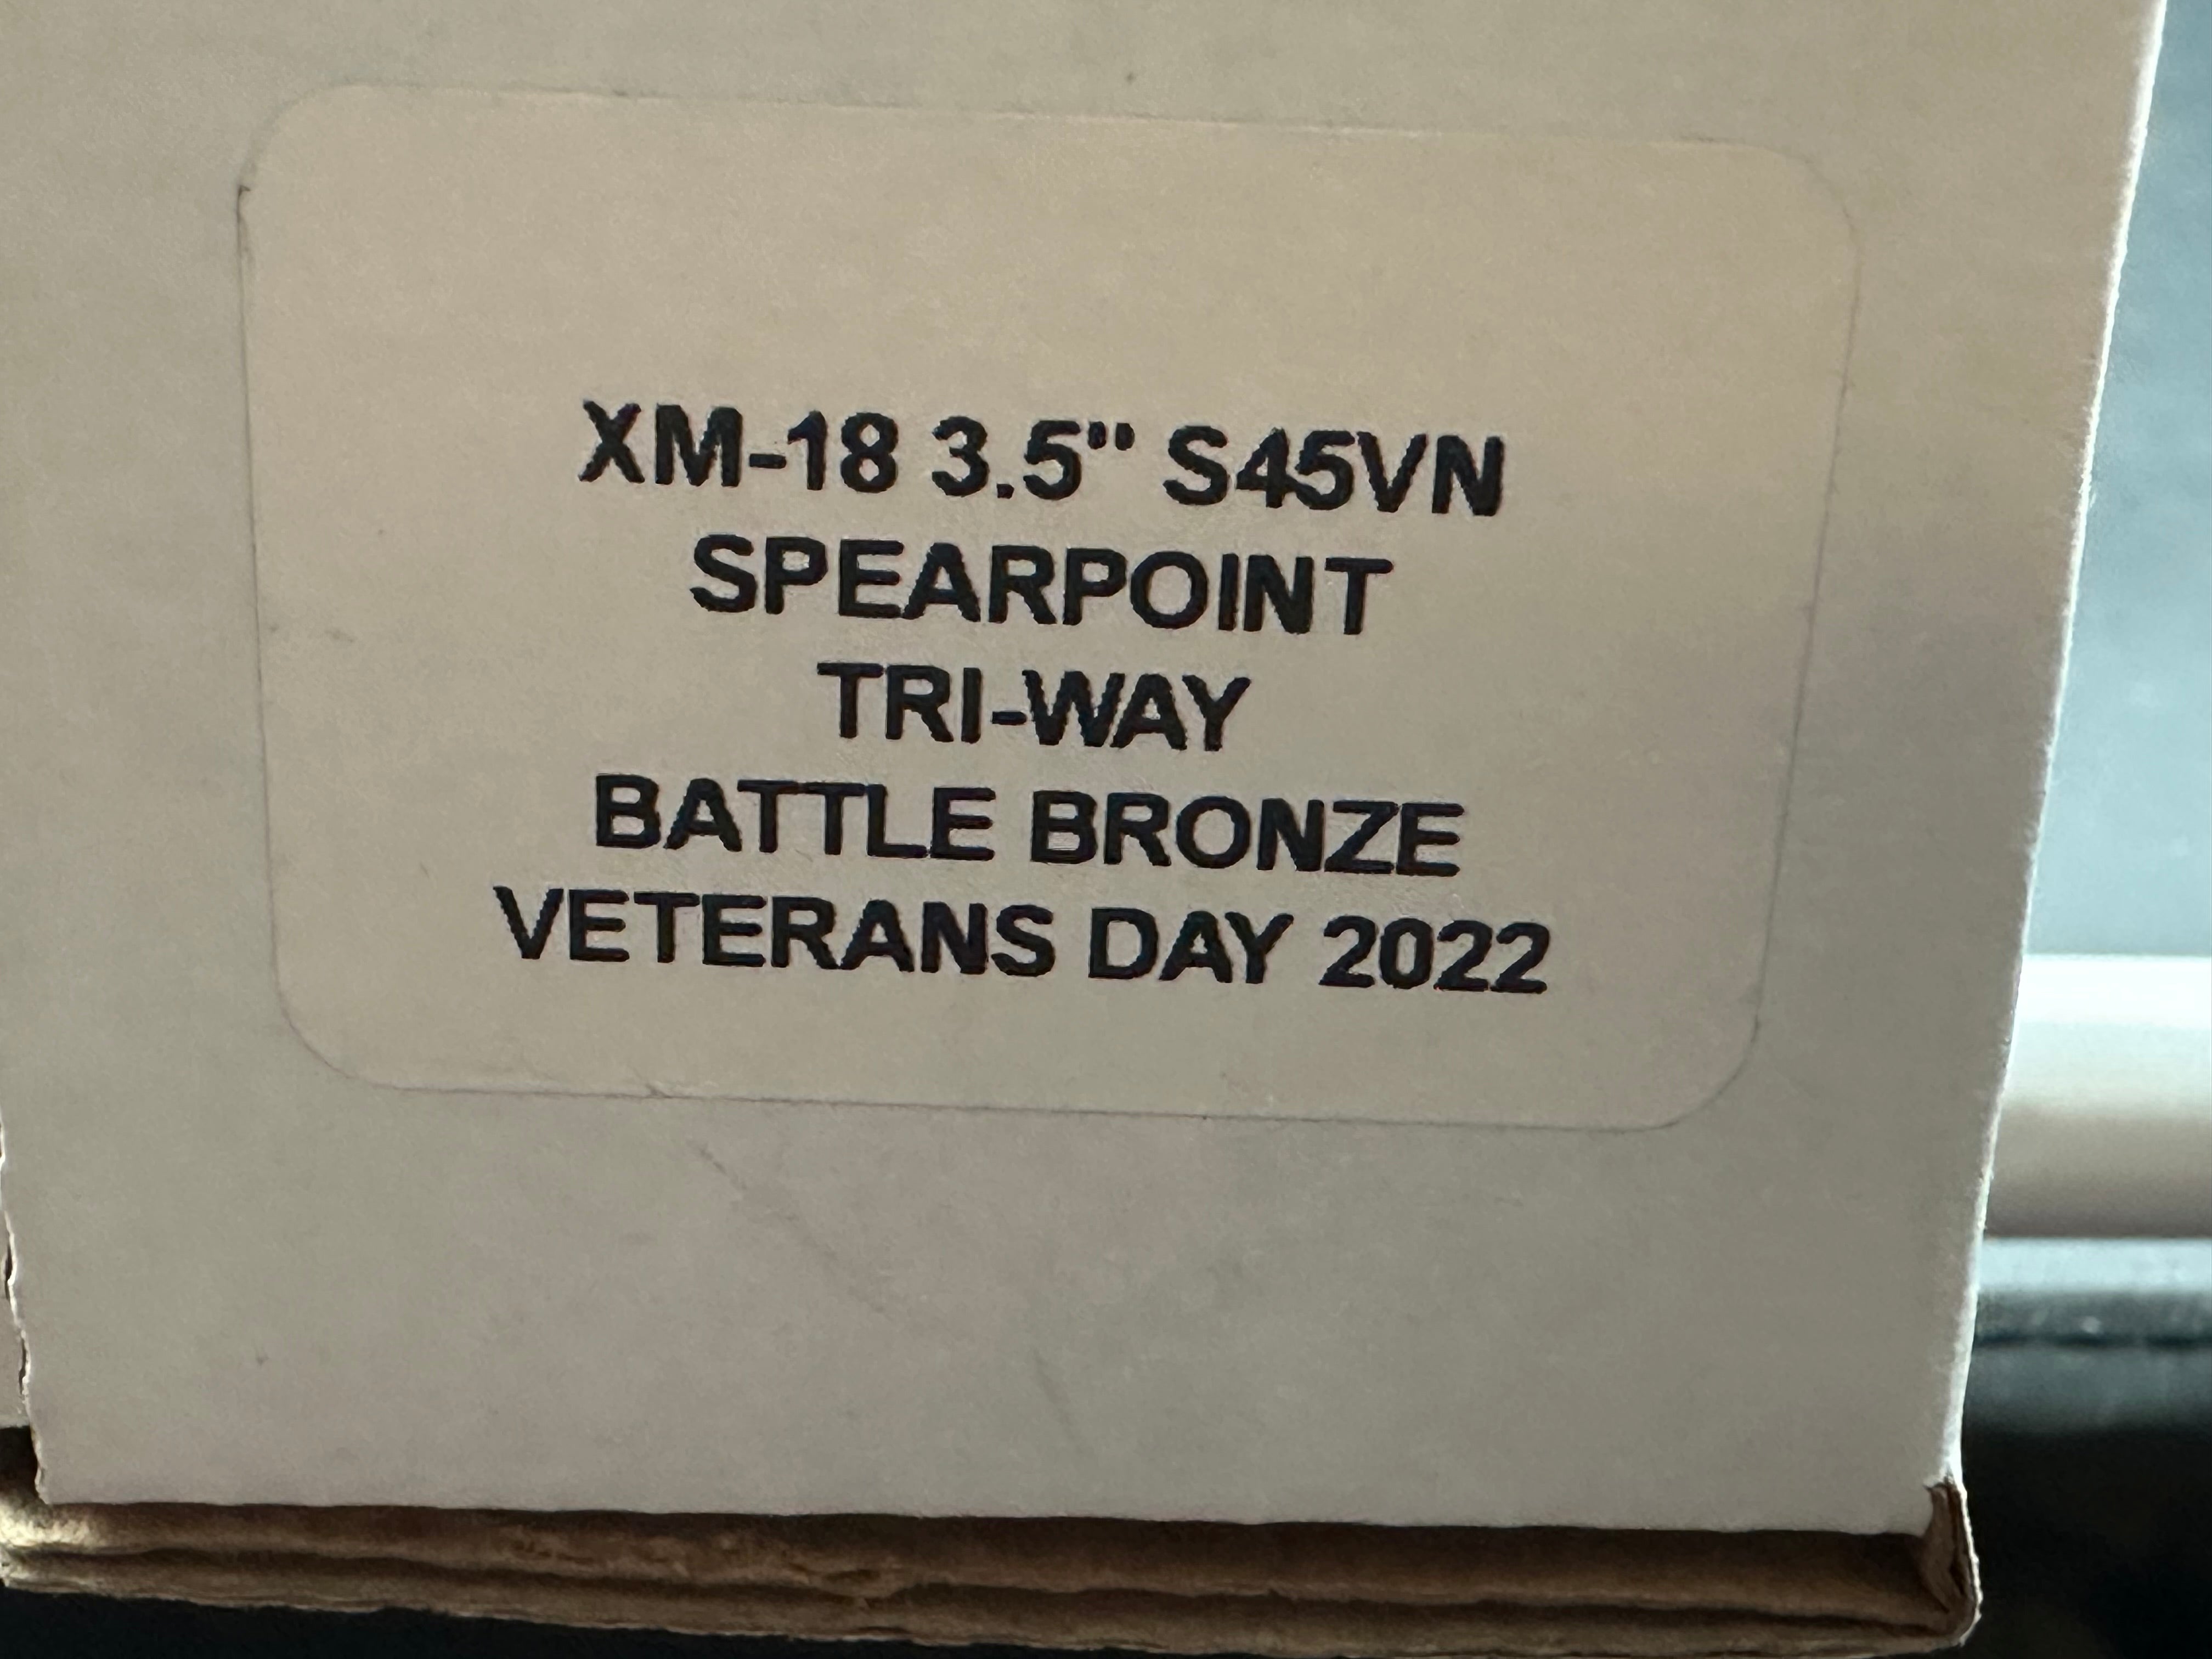 XM-18 3.5" S45VN
SPEARPOINT
TRI-WAY
BATTLE BRONZE
VETERANS DAY 2022